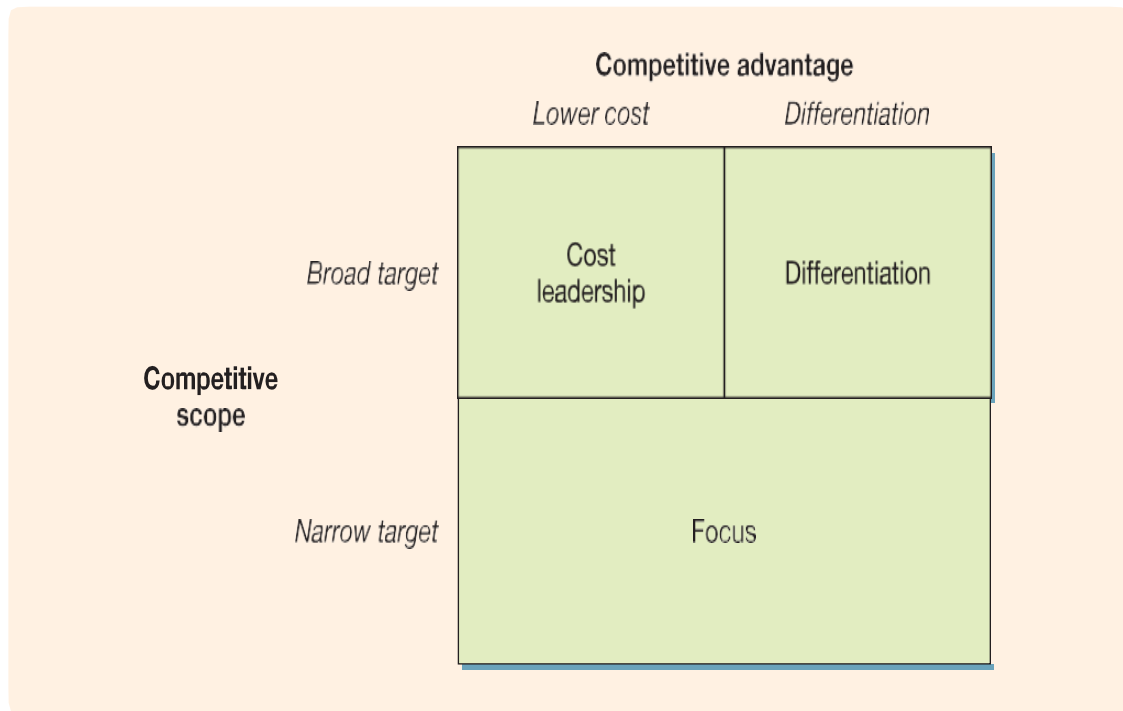 Competitive advantage
Lower cost
Differentiation
Broad target
Cost
leadership
Differentiation
Competitive
scope
Narrow target
Focus